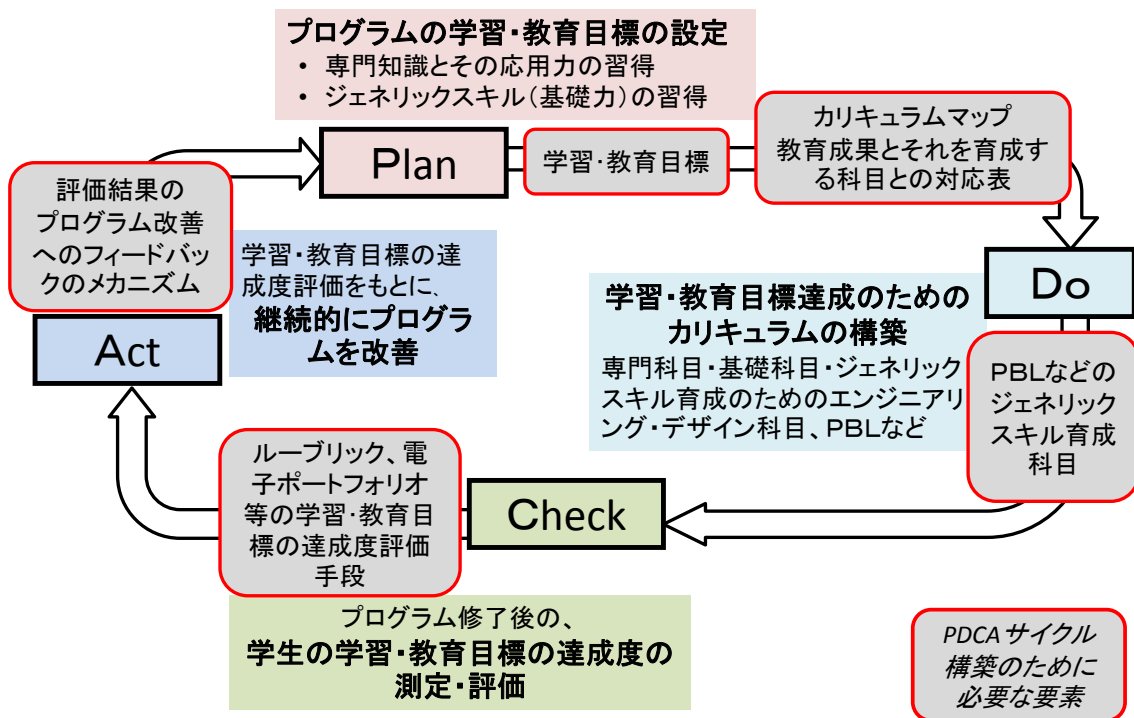 プログラムの学習・教育目標の設定
• 専門知識とその応用力の習得
• ジェネリックスキル(基礎力)の習得
Plan
学習・教育目標
カリキュラムマップ
教育成果とそれを育成す
る科目との対応表
評価結果の
プログラム改善
へのフィードバッ
クのメカニズム
学習・教育目標の達
成度評価をもとに、
継続的にプログラ
ムを改善
Do
学習・教育目標達成のための
カリキュラムの構築
専門科目・基礎科目・ジェネリック
スキル育成のためのエンジニアリ
ング・デザイン科目、PBLなど
Act
PBLなどの
ジェネリック
スキル育成
科目
ルーブリック、電
子ポートフォリオ
等の学習・教育目
標の達成度評価
手段
Check
プログラム修了後の、
学生の学習・教育目標の達成度の
測定・評価
PDCAサイクル
構築のために
必要な要素